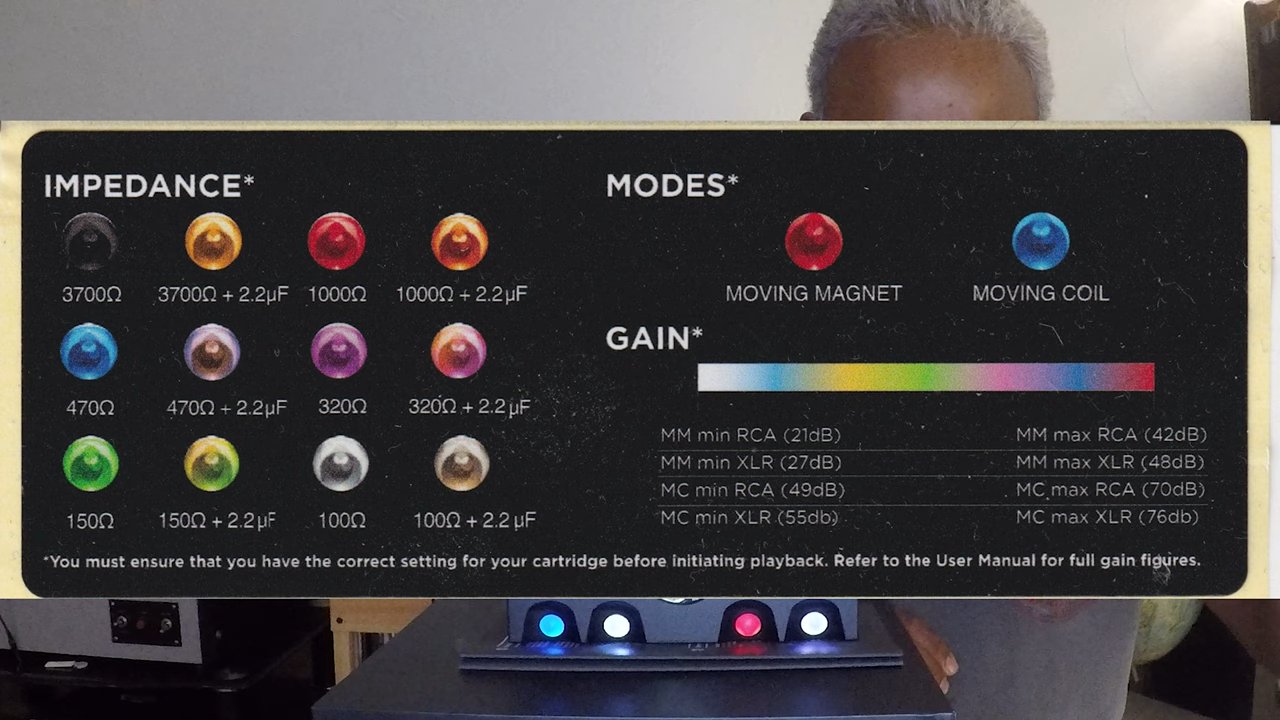 IMPEDANCE*
3700Ω 3700Ω + 2.2µF 1000Ω 1000Ω + 2.2µF
470Ω 470Ω + 2.2µF 320Ω 320Ω + 2.2µF
150Ω 150Ω + 2.2µF 100Ω 100Ω + 2.2µF
MODES*
MOVING MAGNET MOVING COIL
GAIN*
MM min RCA (21dB) MM max RCA (42dB)
MM min XLR (27dB) MM max XLR (48dB)
MC min RCA (49dB) MC max RCA (70dB)
MC min XLR (55db) MC max XLR (76db)
*You must ensure that you have the correct setting for your cartridge before initiating playback. Refer to the User Manual for full gain figures.